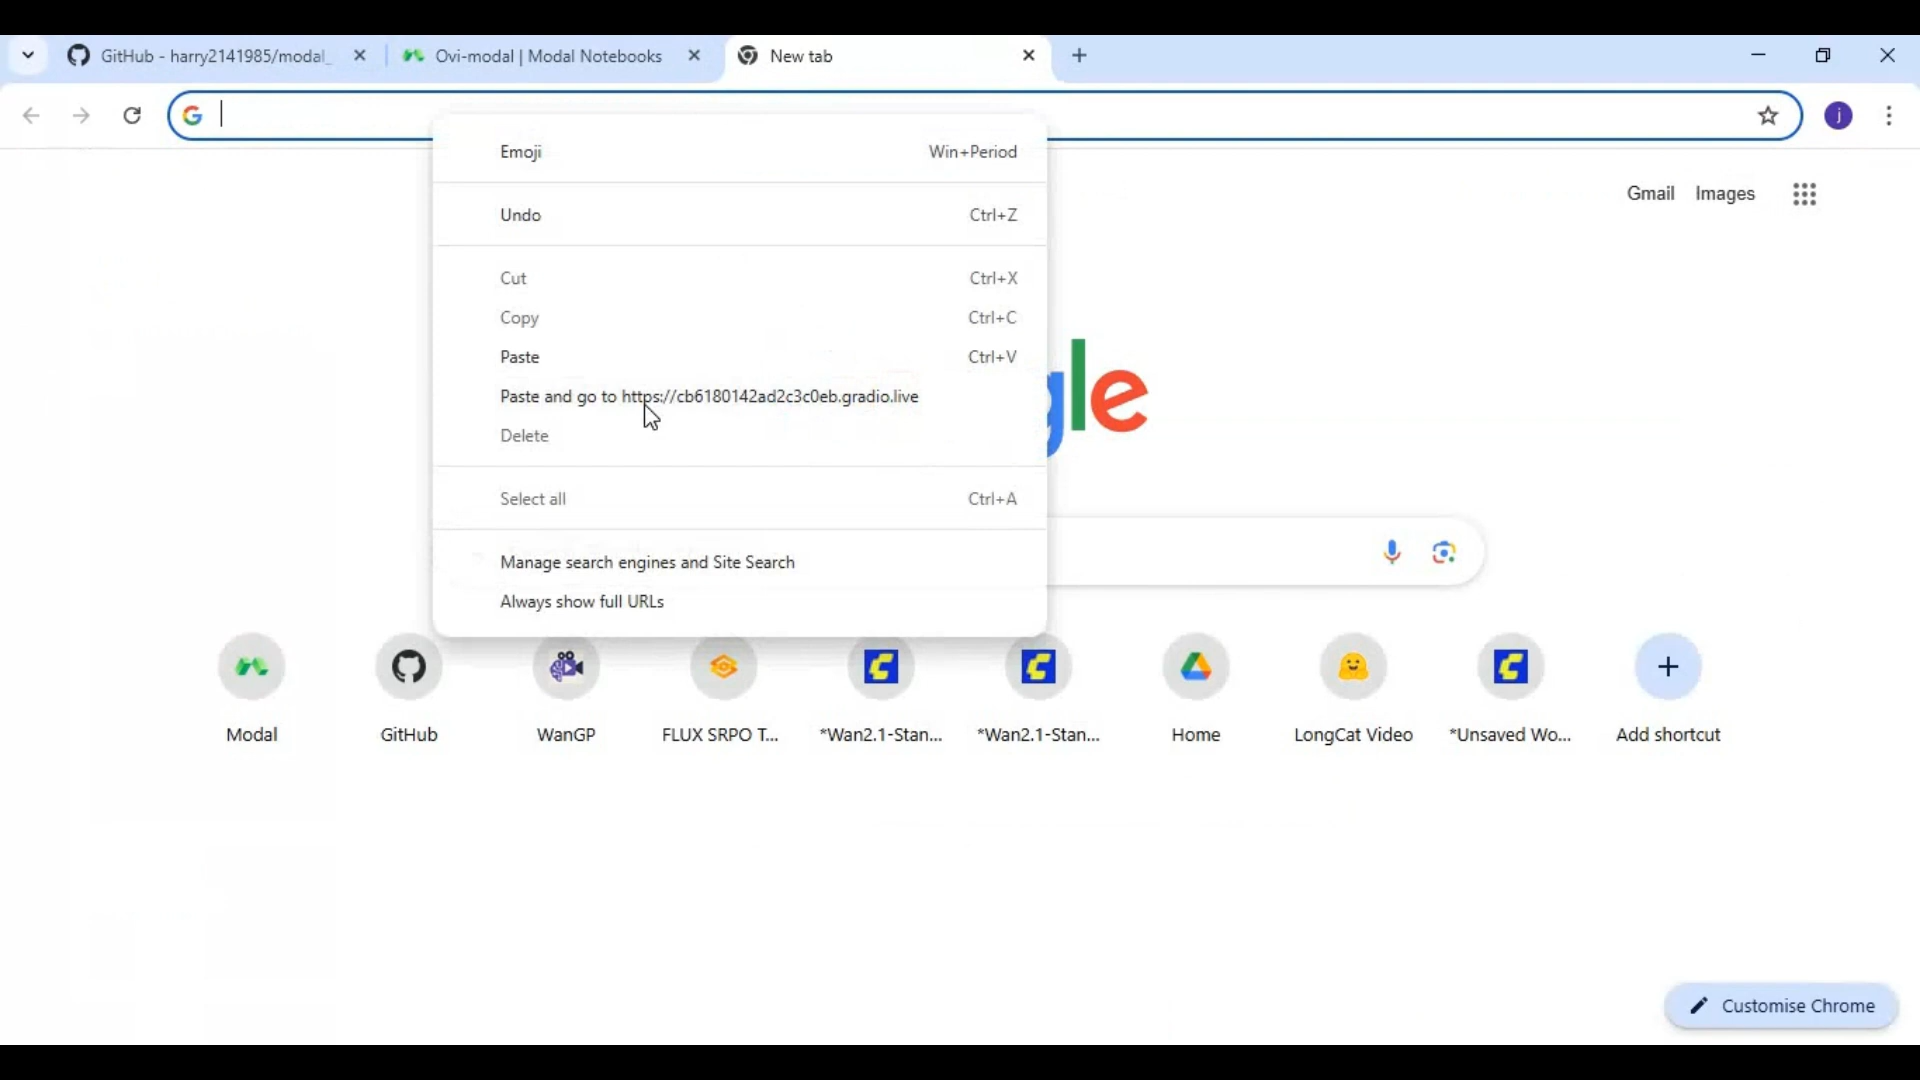 GitHub - harry2141985/modal_
Ovi-modal | Modal Notebooks
New tab
j
Emoji Win+Period
Undo Ctrl+Z
Cut Ctrl+X
Copy Ctrl+C
Paste Ctrl+V
Paste and go to https://cb6180142ad2c3c0eb.gradio.live
Delete
Select all Ctrl+A
Manage search engines and Site Search
Always show full URLs
Gmail Images
gle
Modal
GitHub
WanGP
FLUX SRPO T...
*Wan2.1-Stan...
*Wan2.1-Stan...
Home
LongCat Video
*Unsaved Wo...
Add shortcut
Customise Chrome